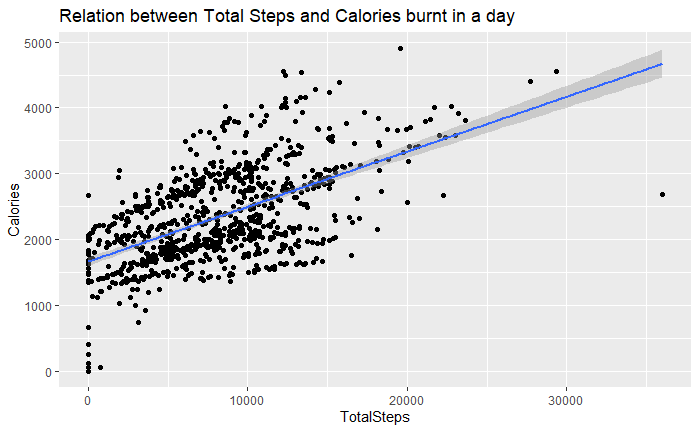 Relation between Total Steps and Calories burnt in a day
5000
4000
3000
2000
1000
0
Calories
0 10000 20000 30000
TotalSteps